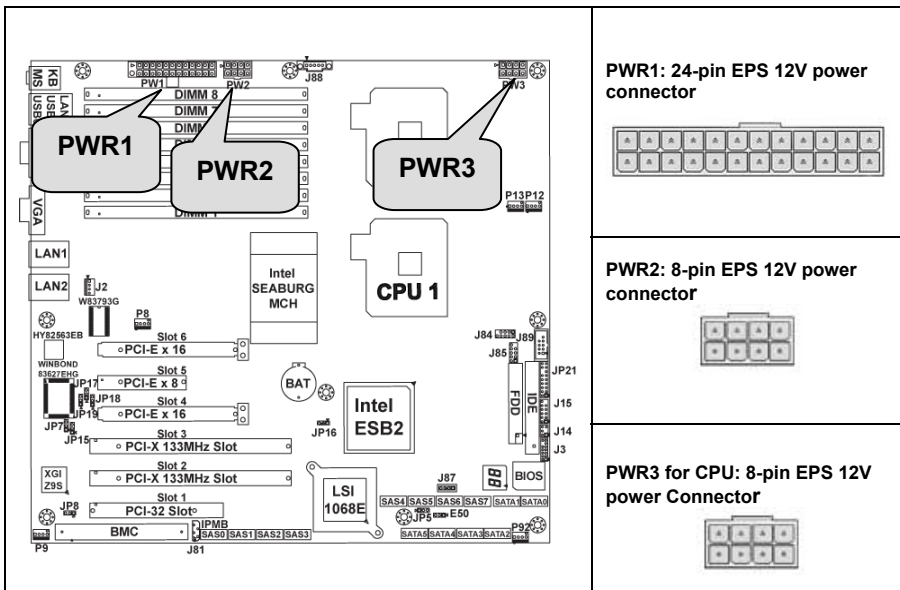 KB
MS
PW1
PW2
J88
PW3
DIMM 8
DIMM 7
DIMM
PWR1
PWR2
PWR3
VGA
P13 P12
LAN1
LAN2
J2
W83793G
P8
Intel
SEABURG
MCH
CPU 1
HY82563EB
WINBOND
83627EHG
Slot 6
PCI-E x 16
Slot 5
PCI-E x 8
Slot 4
PCI-E x 16
JP17
JP18
JP19
JP7
JP15
BAT
JP16
Intel
ESB2
J84
J89
J85
FDD
IDE
JP21
J15
J14
J3
Slot 3
PCI-X 133MHz Slot
Slot 2
PCI-X 133MHz Slot
Slot 1
PCI-32 Slot
XGI
Z9S
JP8
BMC
P9
IPMB
J81
SAS0 SAS1 SAS2 SAS3
LSI
1068E
J87
88
BIOS
SAS4 SAS5 SAS6 SAS7 SATA1 SATA0
JP5
E50
P92
SATA5 SATA4 SATA3 SATA2
PWR1: 24-pin EPS 12V power
connector
PWR2: 8-pin EPS 12V power
connector
PWR3 for CPU: 8-pin EPS 12V
power Connector